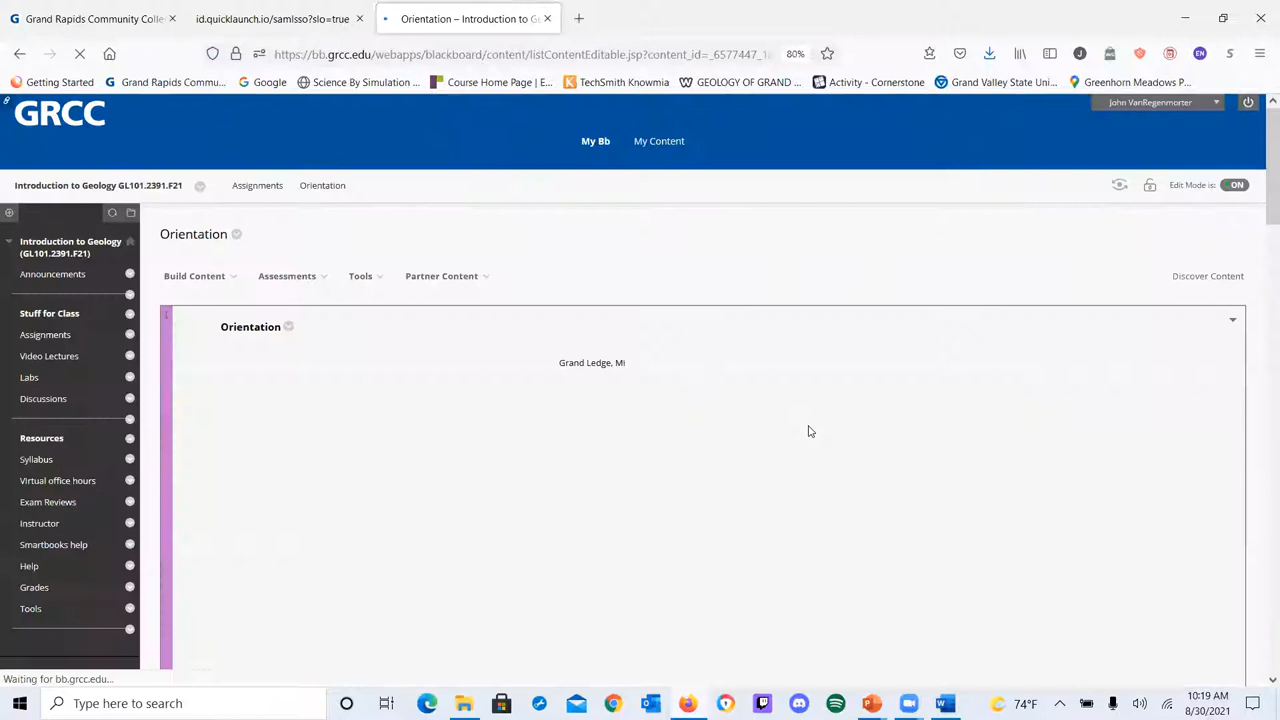 Grand Rapids Community Colle
id.quicklaunch.io/samlsso?slo=true
Orientation – Introduction to G
https://bb.grcc.edu/webapps/blackboard/content/listContentEditable.jsp?content_id=_6577447_1
80%
Getting Started
Grand Rapids Commu...
Google
Science By Simulation ...
Course Home Page | E...
TechSmith Knowmia
GEOLOGY OF GRAND ...
Activity - Cornerstone
Grand Valley State Uni...
Greenhorn Meadows P...
GRCC
John VanRegenmorter
My Bb
My Content
Introduction to Geology GL101.2391.F21
Assignments
Orientation
Edit Mode is:
ON
Introduction to Geology
(GL101.2391.F21)
Announcements
Stuff for Class
Assignments
Video Lectures
Labs
Discussions
Resources
Syllabus
Virtual office hours
Exam Reviews
Instructor
Smartbooks help
Help
Grades
Tools
Orientation
Build Content
Assessments
Tools
Partner Content
Discover Content
Orientation
Grand Ledge, Mi
Waiting for bb.grcc.edu...
Type here to search
74°F
10:19 AM
8/30/2021